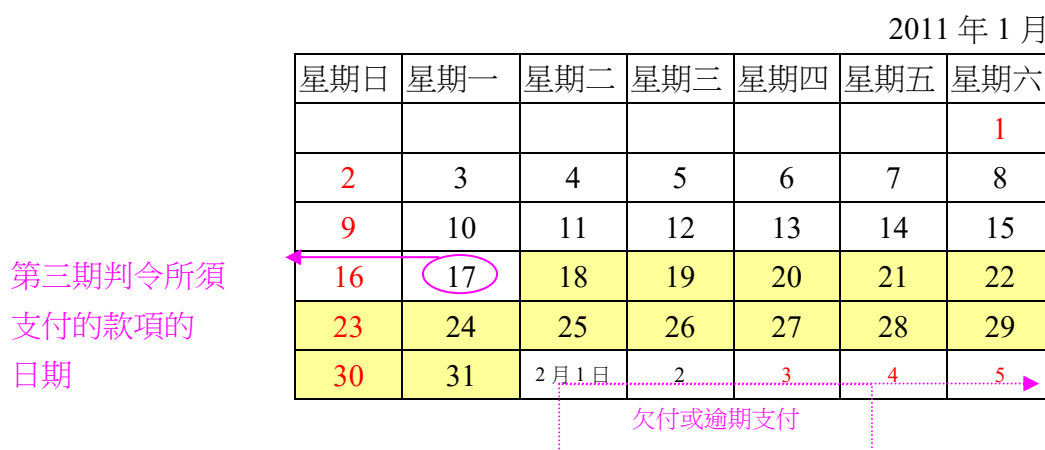 2011 年 1 月
星期日 星期一 星期二 星期三 星期四 星期五 星期六
1
2 3 4 5 6 7 8
9 10 11 12 13 14 15
16 17 18 19 20 21 22
23 24 25 26 27 28 29
30 31 2 月 1 日 2 3 4 5
第三期判令所須
支付的款項的
日期
欠付或逾期支付